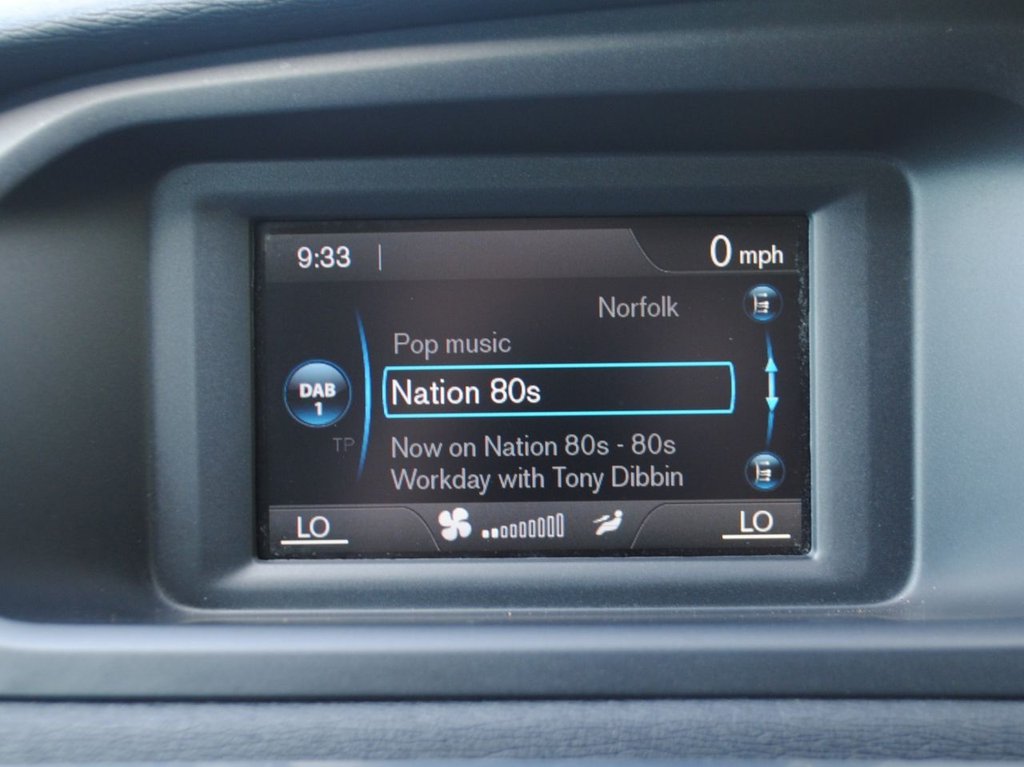 9:33
0 mph
Norfolk
Pop music
DAB
1
Nation 80s
TP
Now on Nation 80s - 80s
Workday with Tony Dibbin
LO
LO